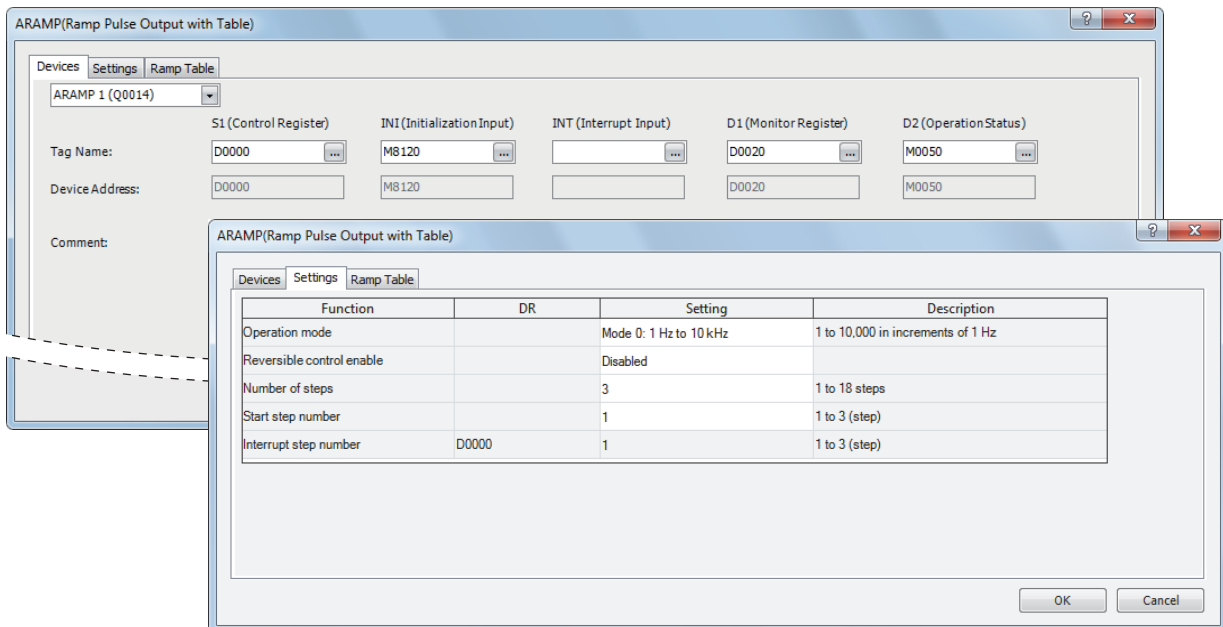 ARAMP(Ramp Pulse Output with Table)
Devices Settings Ramp Table
ARAMP 1 (Q0014)
S1 (Control Register) INI (Initialization Input) INT (Interrupt Input) D1 (Monitor Register) D2 (Operation Status)
Tag Name: D0000 ... M8120 ... ... D0020 ... M0050 ...
Device Address: D0000 M8120 D0020 M0050
Comment:
ARAMP(Ramp Pulse Output with Table)
Devices Settings Ramp Table
Function DR Setting Description
Operation mode Mode 0: 1 Hz to 10 kHz 1 to 10,000 in increments of 1 Hz
Reversible control enable Disabled
Number of steps 3 1 to 18 steps
Start step number 1 1 to 3 (step)
Interrupt step number D0000 1 1 to 3 (step)
OK Cancel